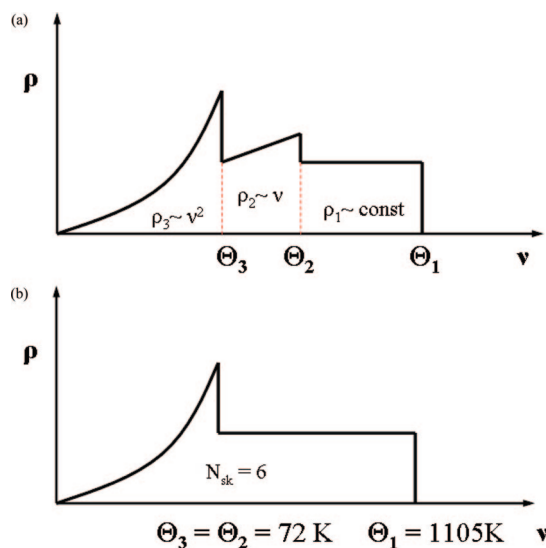 (a)
ρ
ρ₃~ ν² ρ₂~ ν ρ₁~ const
Θ₃ Θ₂ Θ₁ ν
(b)
ρ
Nsk = 6
Θ₃ = Θ₂ = 72 K Θ₁ = 1105K ν